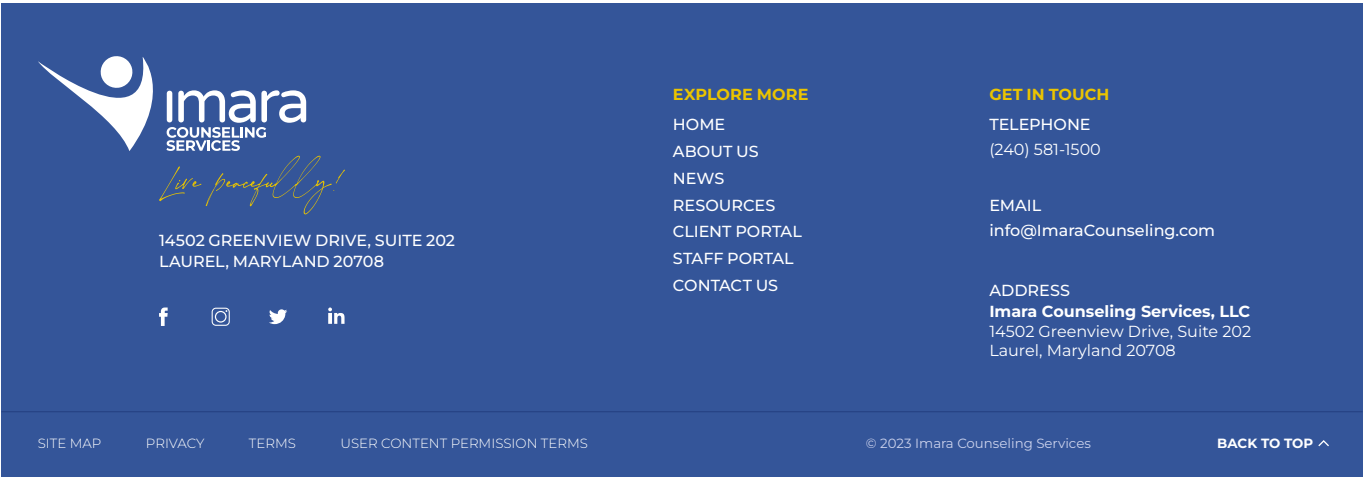 ımara
COUNSELING
SERVICES
Live peacefully!
14502 GREENVIEW DRIVE, SUITE 202
LAUREL, MARYLAND 20708
EXPLORE MORE
HOME
ABOUT US
NEWS
RESOURCES
CLIENT PORTAL
STAFF PORTAL
CONTACT US
GET IN TOUCH
TELEPHONE
(240) 581-1500
EMAIL
info@ImaraCounseling.com
ADDRESS
Imara Counseling Services, LLC
14502 Greenview Drive, Suite 202
Laurel, Maryland 20708
SITE MAP PRIVACY TERMS USER CONTENT PERMISSION TERMS © 2023 Imara Counseling Services BACK TO TOP